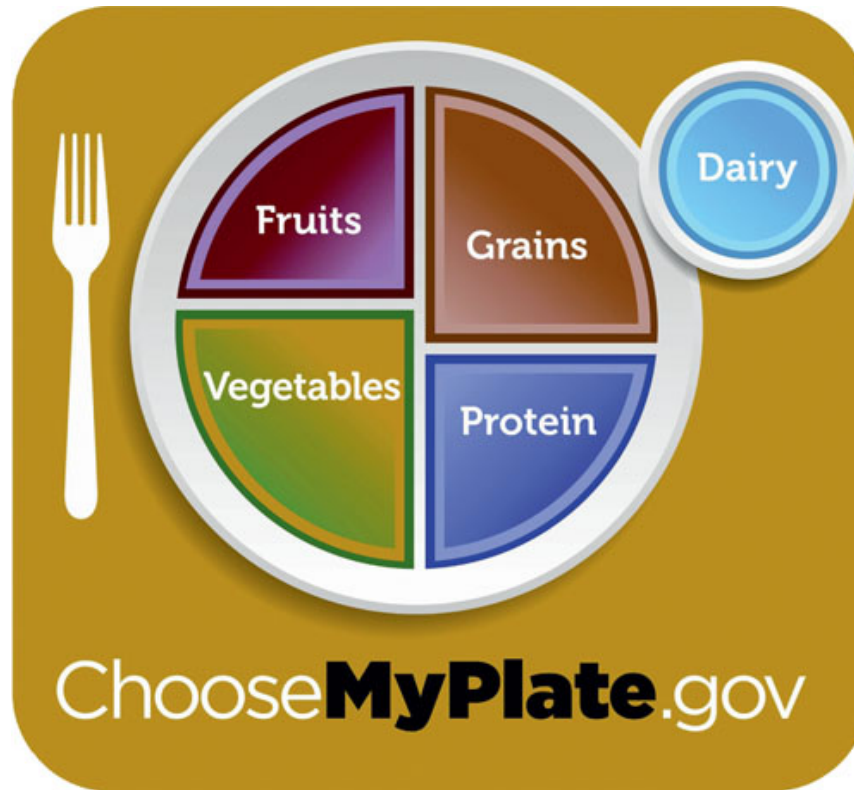 Fruits
Grains
Dairy
Vegetables
Protein
ChooseMyPlate.gov